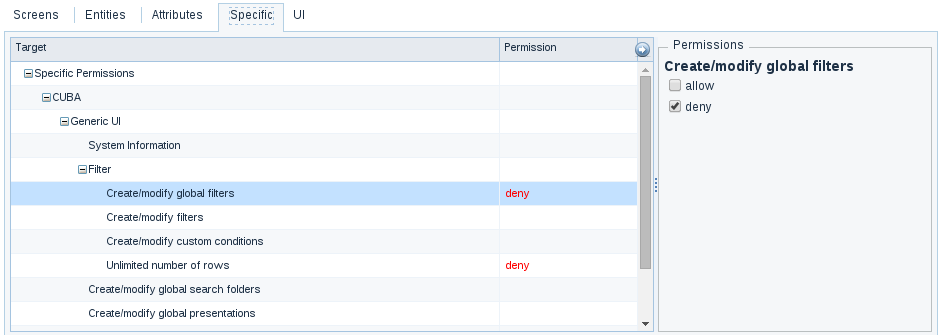 Screens Entities Attributes Specific UI
Target Permission
Specific Permissions
CUBA
Generic UI
System Information
Filter
Create/modify global filters deny
Create/modify filters
Create/modify custom conditions
Unlimited number of rows deny
Create/modify global search folders
Create/modify global presentations
Permissions
Create/modify global filters
allow
deny